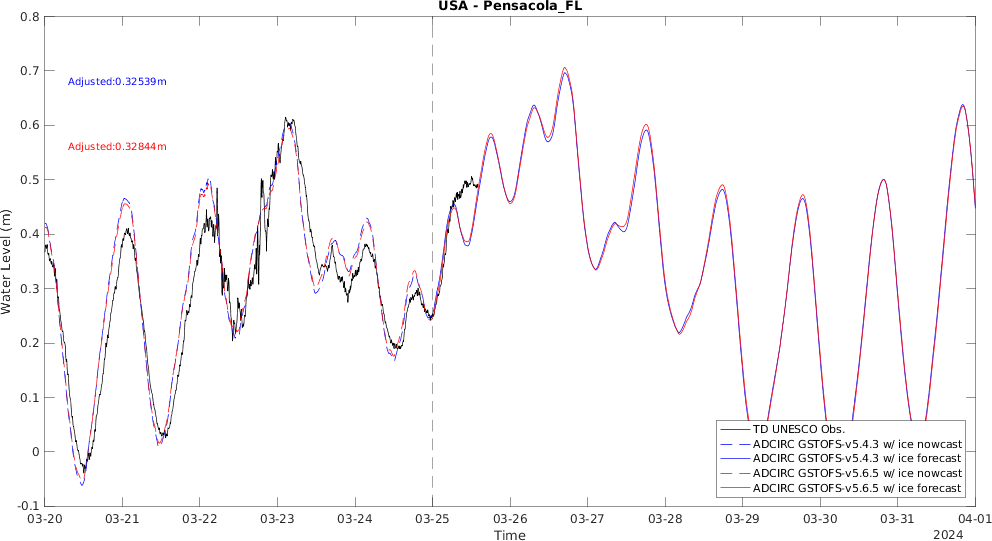 USA - Pensacola_FL
0.8
0.7
0.6
0.5
0.4
0.3
0.2
0.1
0
-0.1
Water Level (m)
Adjusted:0.32539m
Adjusted:0.32844m
TD UNESCO Obs.
ADCIRC GSTOFS-v5.4.3 w/ ice nowcast
ADCIRC GSTOFS-v5.4.3 w/ ice forecast
ADCIRC GSTOFS-v5.6.5 w/ ice nowcast
ADCIRC GSTOFS-v5.6.5 w/ ice forecast
03-20 03-21 03-22 03-23 03-24 03-25 03-26 03-27 03-28 03-29 03-30 03-31 04-01
Time
2024